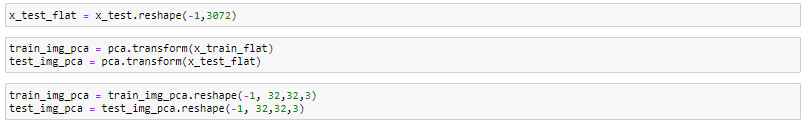 x_test_flat = x_test.reshape(-1,3072)
train_img_pca = pca.transform(x_train_flat)
test_img_pca = pca.transform(x_test_flat)
train_img_pca = train_img_pca.reshape(-1, 32,32,3)
test_img_pca = test_img_pca.reshape(-1, 32,32,3)